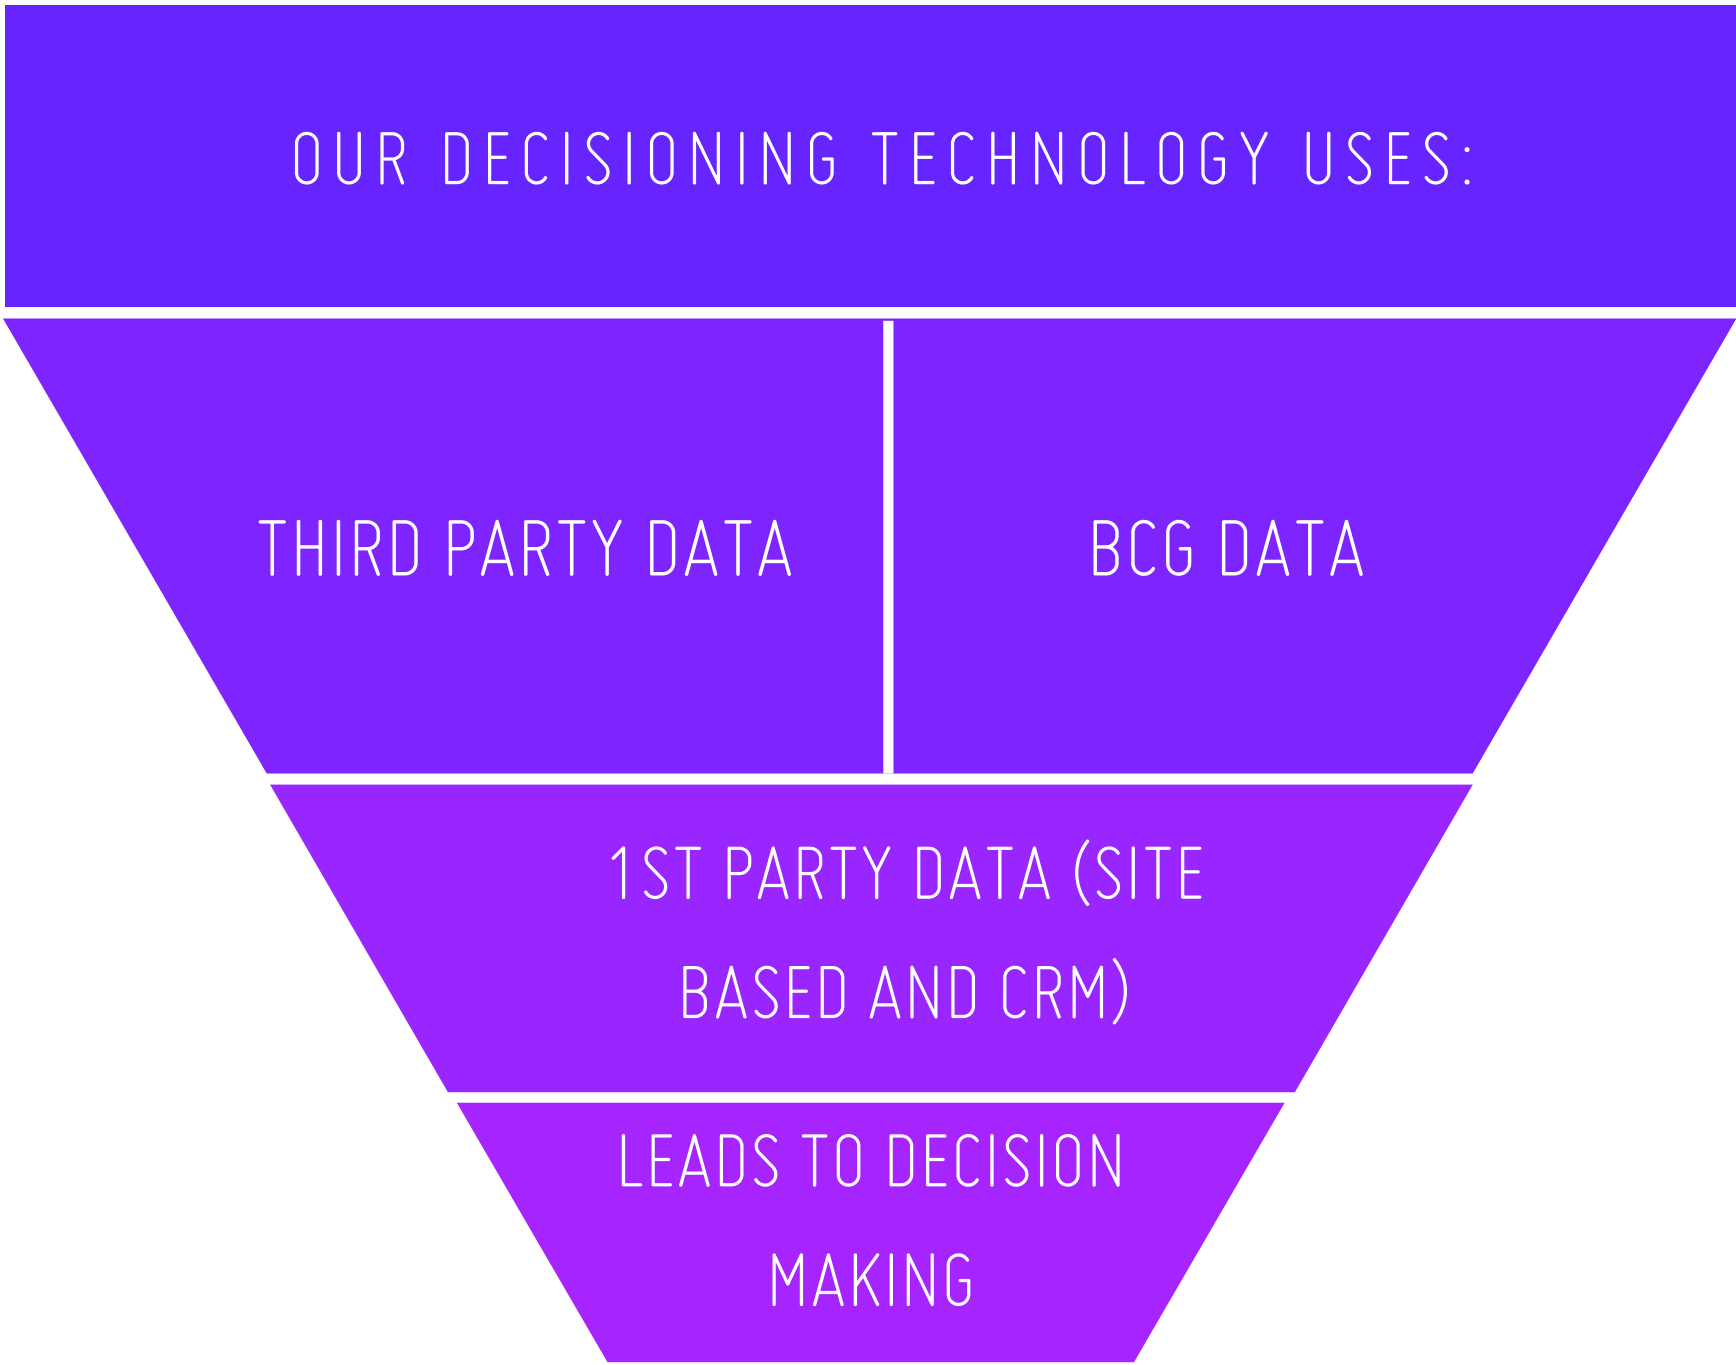 OUR DECISIONING TECHNOLOGY USES:
THIRD PARTY DATA
BCG DATA
1ST PARTY DATA (SITE
BASED AND CRM)
LEADS TO DECISION
MAKING